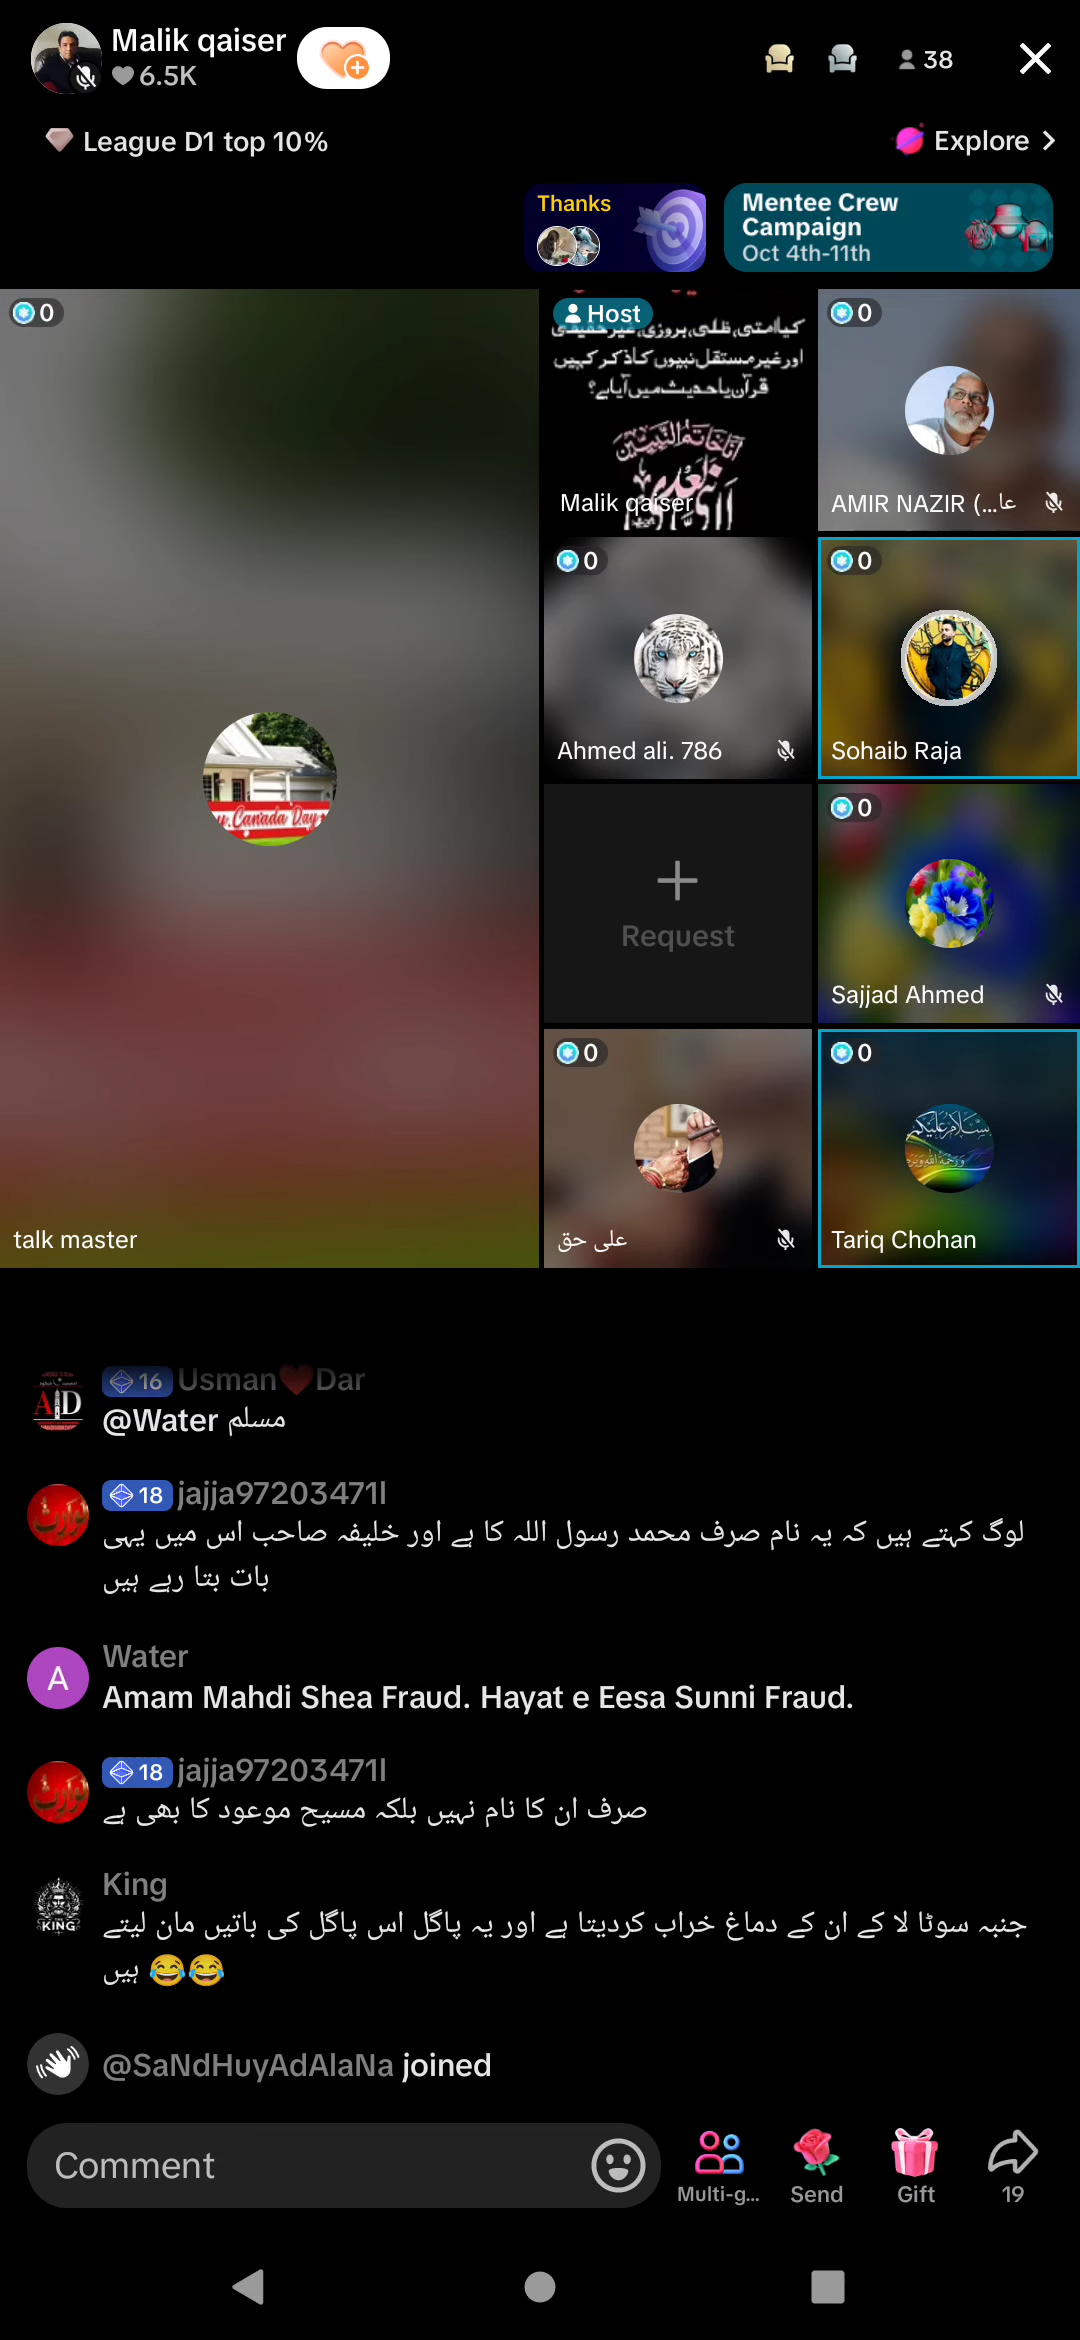 Malik qaiser
6.5K
38
League D1 top 10%
Explore
Thanks
Mentee Crew
Campaign
Oct 4th-11th
0
talk master
Host
کیا امتی، ظلی، بروزی، غیر حقیقی
اور غیر مستقل نبیوں کا ذکر کہیں
قرآن یا حدیث میں آیا ہے؟
Malik qaiser
0
AMIR NAZIR (...عا
0
Ahmed ali. 786
0
Sohaib Raja
Request
0
Sajjad Ahmed
0
علی حق
0
Tariq Chohan
16 Usman❤️Dar
@Water مسلم
18 jajja97203471l
لوگ کہتے ہیں کہ یہ نام صرف محمد رسول اللہ کا ہے اور خلیفہ صاحب اس میں یہی
بات بتا رہے ہیں
Water
Amam Mahdi Shea Fraud. Hayat e Eesa Sunni Fraud.
18 jajja97203471l
صرف ان کا نام نہیں بلکہ مسیح موعود کا بھی ہے
King
جنبہ سوٹا لا کے ان کے دماغ خراب کردیتا ہے اور یہ پاگل اس پاگل کی باتیں مان لیتے
ہیں 😂😂
@SaNdHuyAdAlaNa joined
Comment
Multi-g...
Send
Gift
19
A
KING